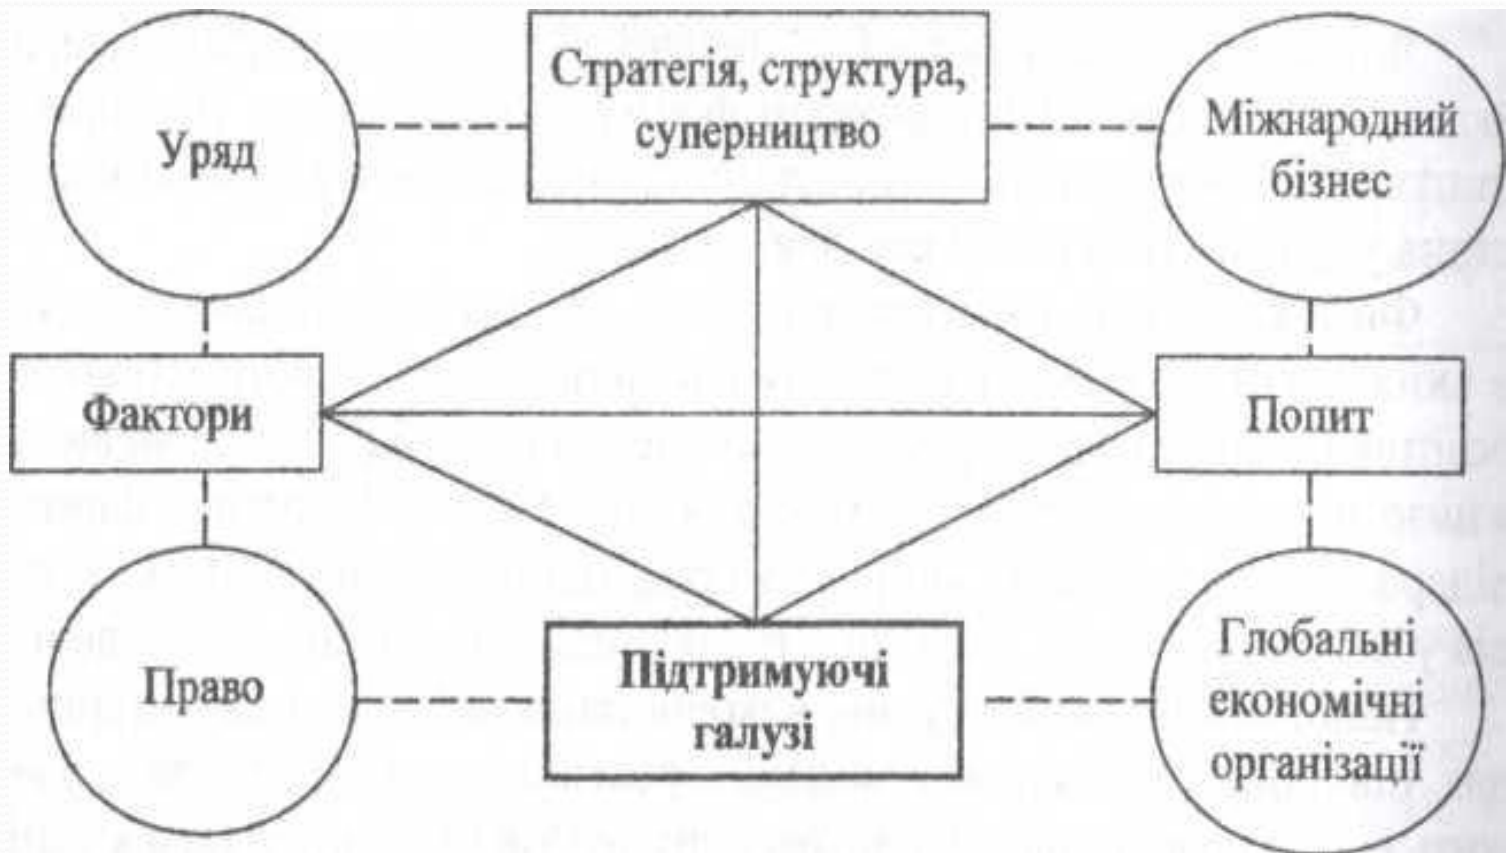 Уряд
Стратегія, структура,
суперництво
Міжнародний
бізнес
Фактори
Попит
Право
Підтримуючі
галузі
Глобальні
економічні
організації